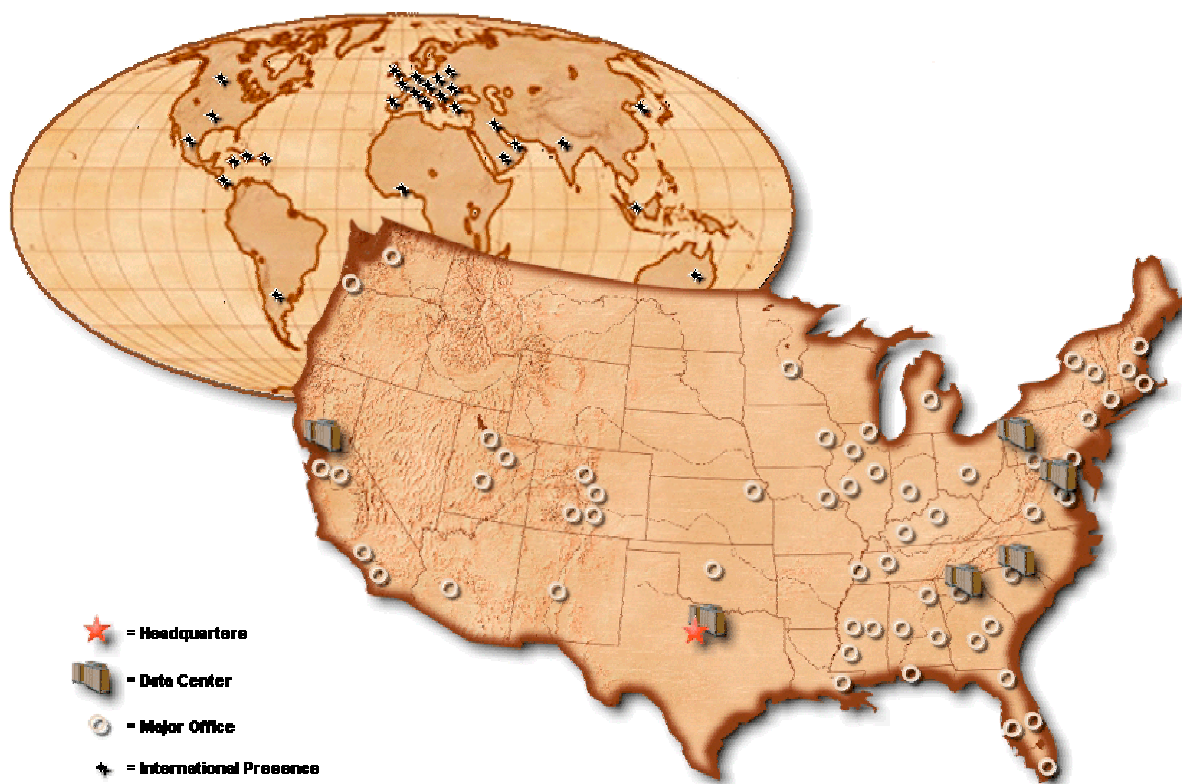 = Headquarters
= Data Center
= Major Office
= International Presence